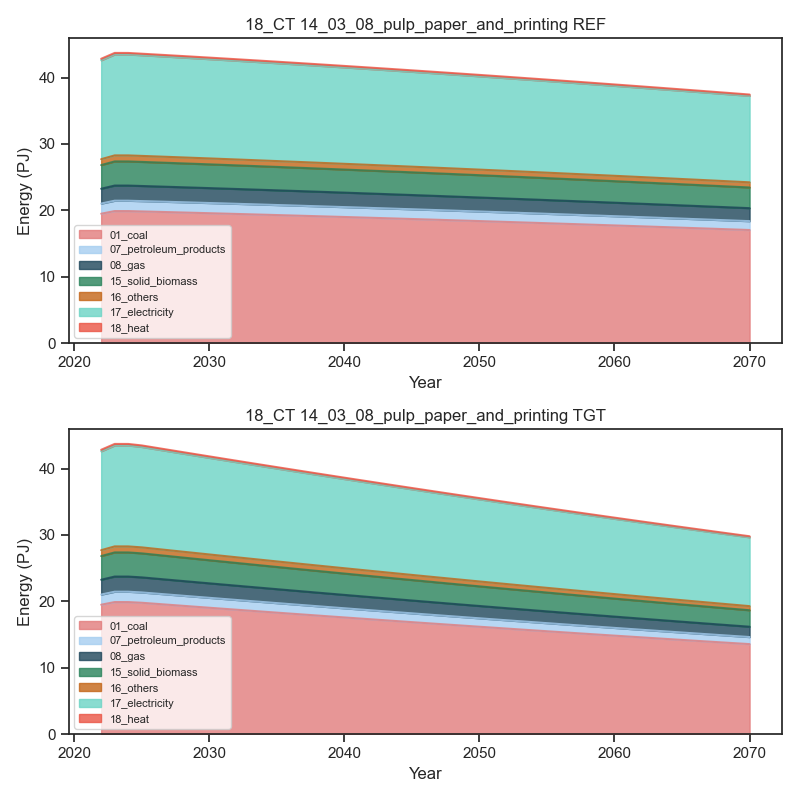 18_CT 14_03_08_pulp_paper_and_printing REF
Energy (PJ)
40
30
20
10
0
01_coal
07_petroleum_products
08_gas
15_solid_biomass
16_others
17_electricity
18_heat
2020 2030 2040 2050 2060 2070
Year
18_CT 14_03_08_pulp_paper_and_printing TGT
Energy (PJ)
40
30
20
10
0
01_coal
07_petroleum_products
08_gas
15_solid_biomass
16_others
17_electricity
18_heat
2020 2030 2040 2050 2060 2070
Year